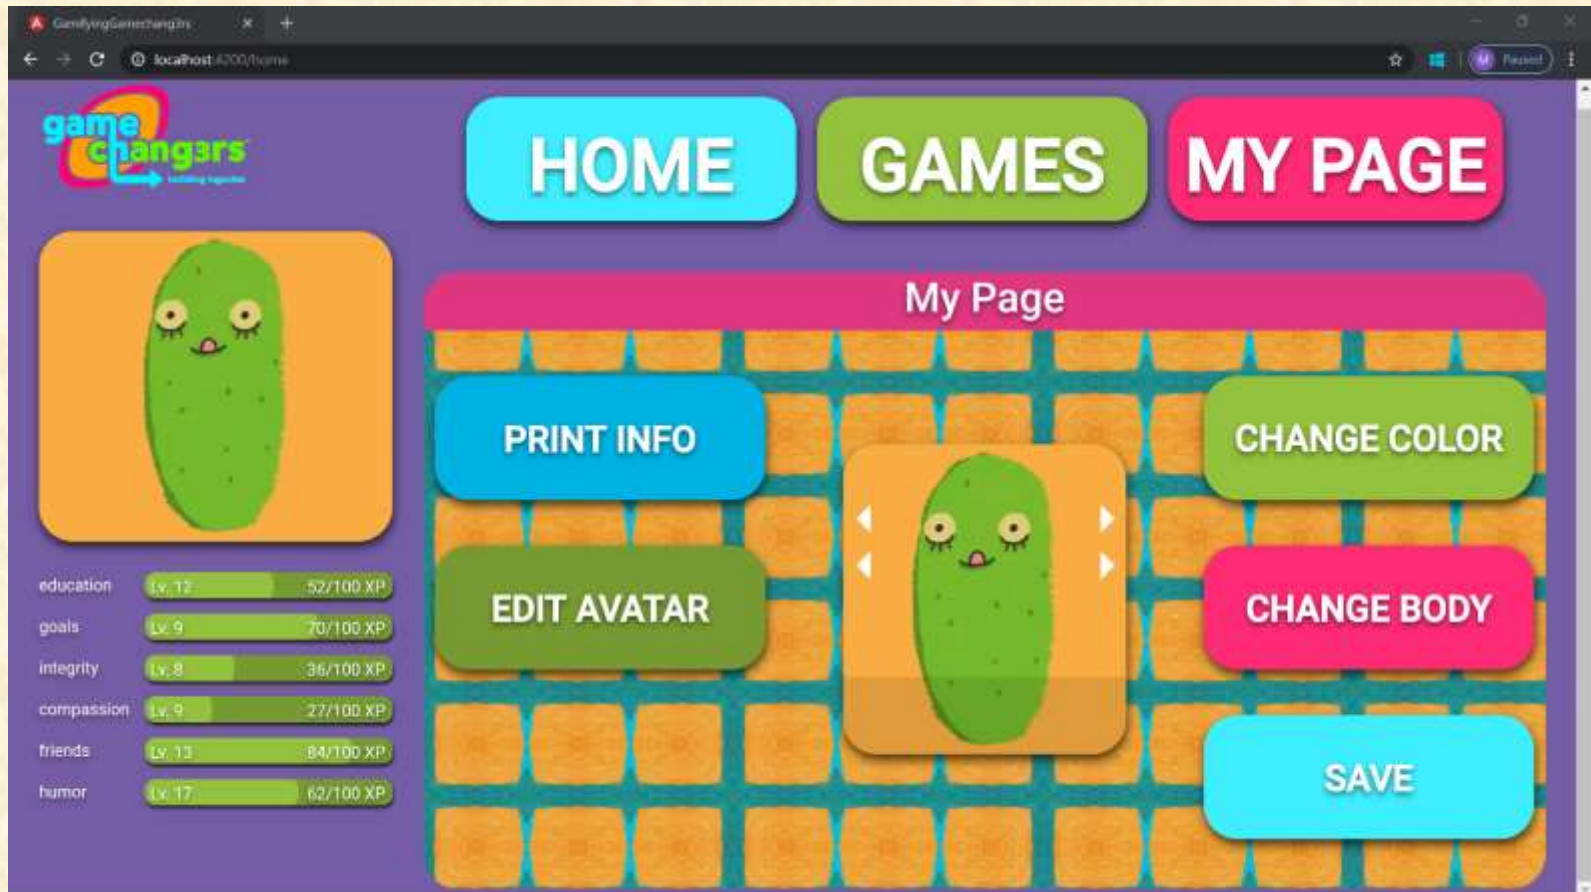 GamifyingGamechang3rs
localhost:4200/home
Paused
game
chang3rs
HOME
GAMES
MY PAGE
My Page
PRINT INFO
CHANGE COLOR
EDIT AVATAR
CHANGE BODY
SAVE
education Lv. 12 52/100 XP
goals Lv. 9 70/100 XP
integrity Lv. 8 36/100 XP
compassion Lv. 9 27/100 XP
friends Lv. 13 84/100 XP
humor Lv. 17 62/100 XP